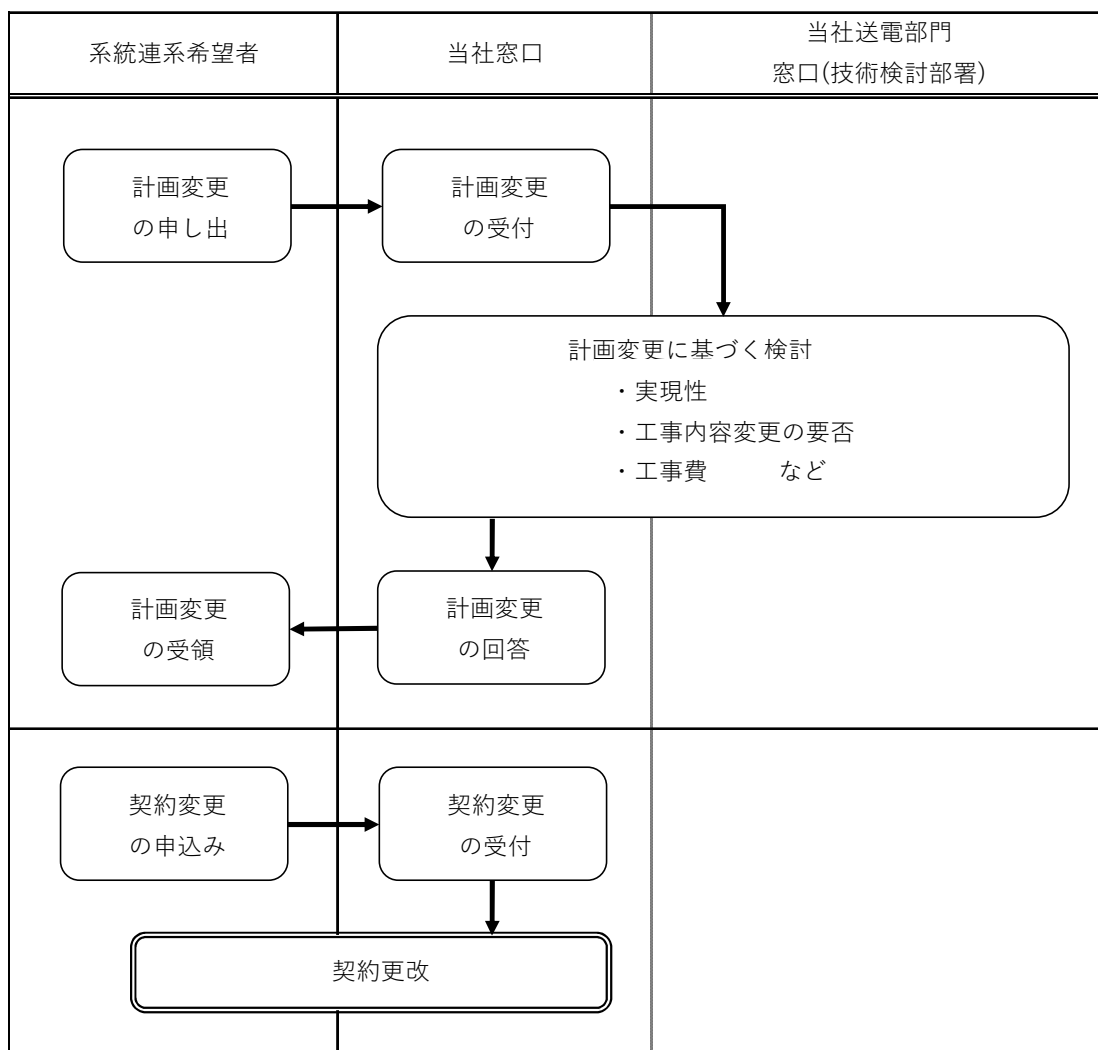 系統連系希望者
当社窓口
当社送電部門
窓口(技術検討部署)
計画変更
の申し出
計画変更
の受付
計画変更に基づく検討
・実現性
・工事内容変更の要否
・工事費　　　など
計画変更
の受領
計画変更
の回答
契約変更
の申込み
契約変更
の受付
契約更改